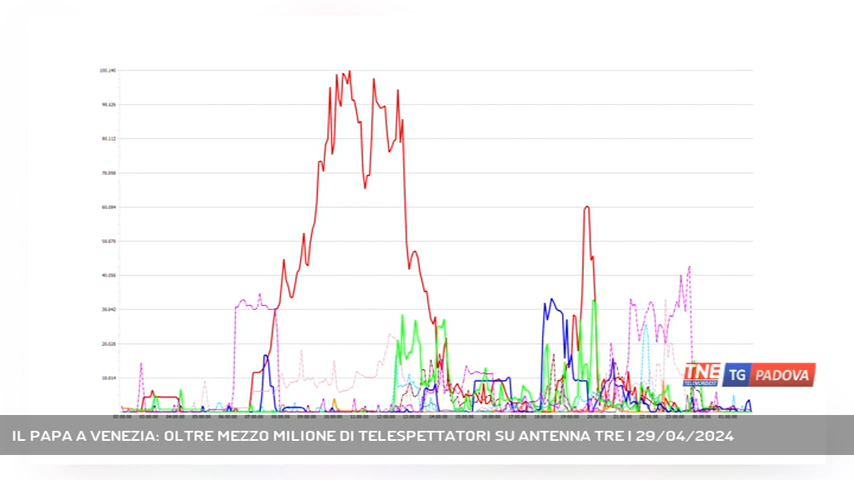 100.140
90.126
80.112
70.098
60.084
50.070
40.056
30.042
20.028
10.014
TNE
TELENORDEST
TG PADOVA
IL PAPA A VENEZIA: OLTRE MEZZO MILIONE DI TELESPETTATORI SU ANTENNA TRE | 29/04/2024